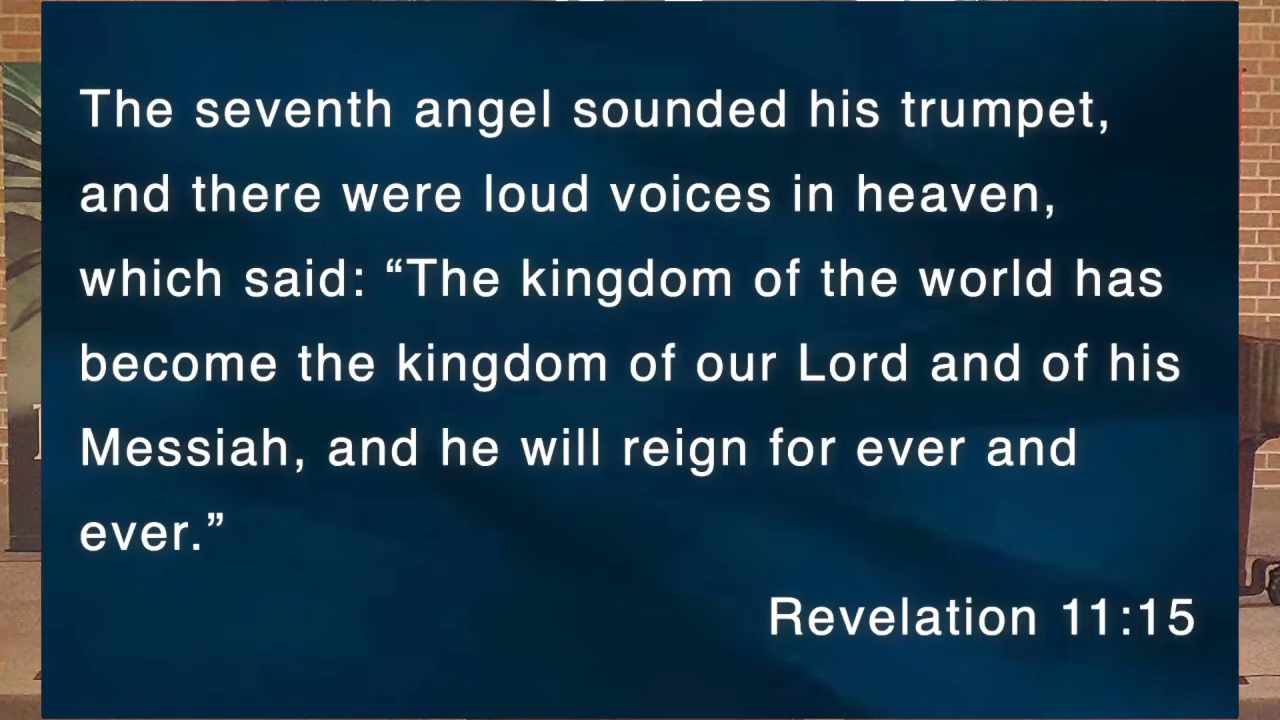 The seventh angel sounded his trumpet,
and there were loud voices in heaven,
which said: “The kingdom of the world has
become the kingdom of our Lord and of his
Messiah, and he will reign for ever and
ever.”
Revelation 11:15